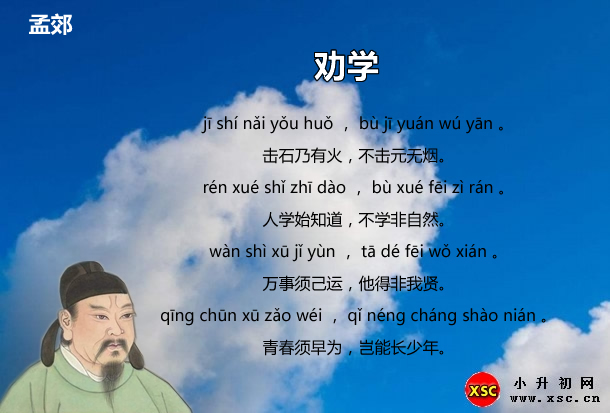 孟郊
劝学
jī shí nǎi yǒu huǒ ， bù jī yuán wú yān 。
击石乃有火，不击元无烟。
rén xué shǐ zhī dào ， bù xué fēi zì rán 。
人学始知道，不学非自然。
wàn shì xū jǐ yùn ， tā dé fēi wǒ xián 。
万事须己运，他得非我贤。
qīng chūn xū zǎo wéi ， qǐ néng cháng shào nián 。
青春须早为，岂能长少年。
XSC 小升初网
www.xsc.cn